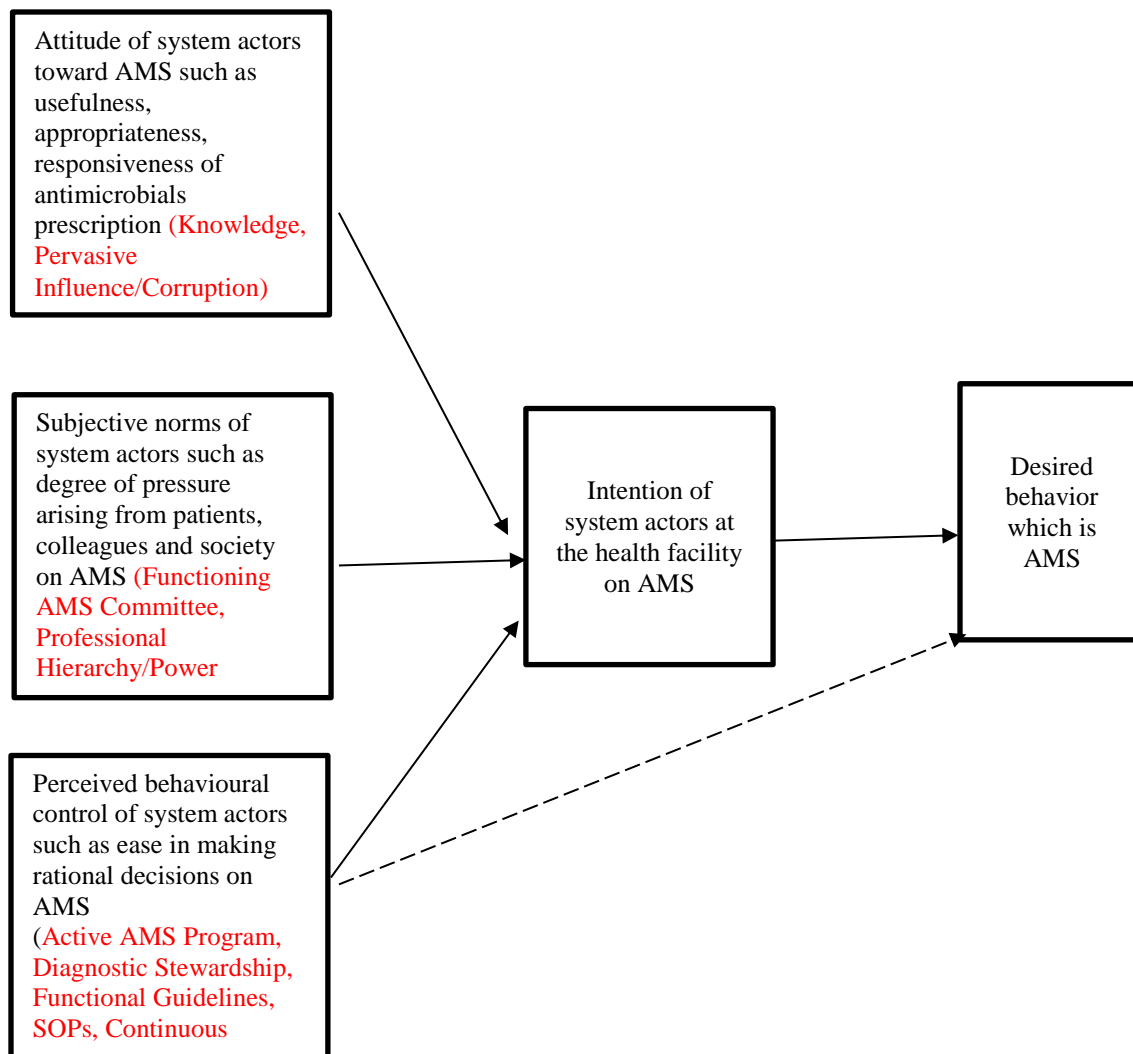 Attitude of system actors
toward AMS such as
usefulness,
appropriateness,
responsiveness of
antimicrobials
prescription (Knowledge,
Pervasive
Influence/Corruption)
Subjective norms of
system actors such as
degree of pressure
arising from patients,
colleagues and society
on AMS (Functioning
AMS Committee,
Professional
Hierarchy/Power
Perceived behavioural
control of system actors
such as ease in making
rational decisions on
AMS
(Active AMS Program,
Diagnostic Stewardship,
Functional Guidelines,
SOPs, Continuous
Intention of
system actors at
the health facility
on AMS
Desired
behavior
which is
AMS